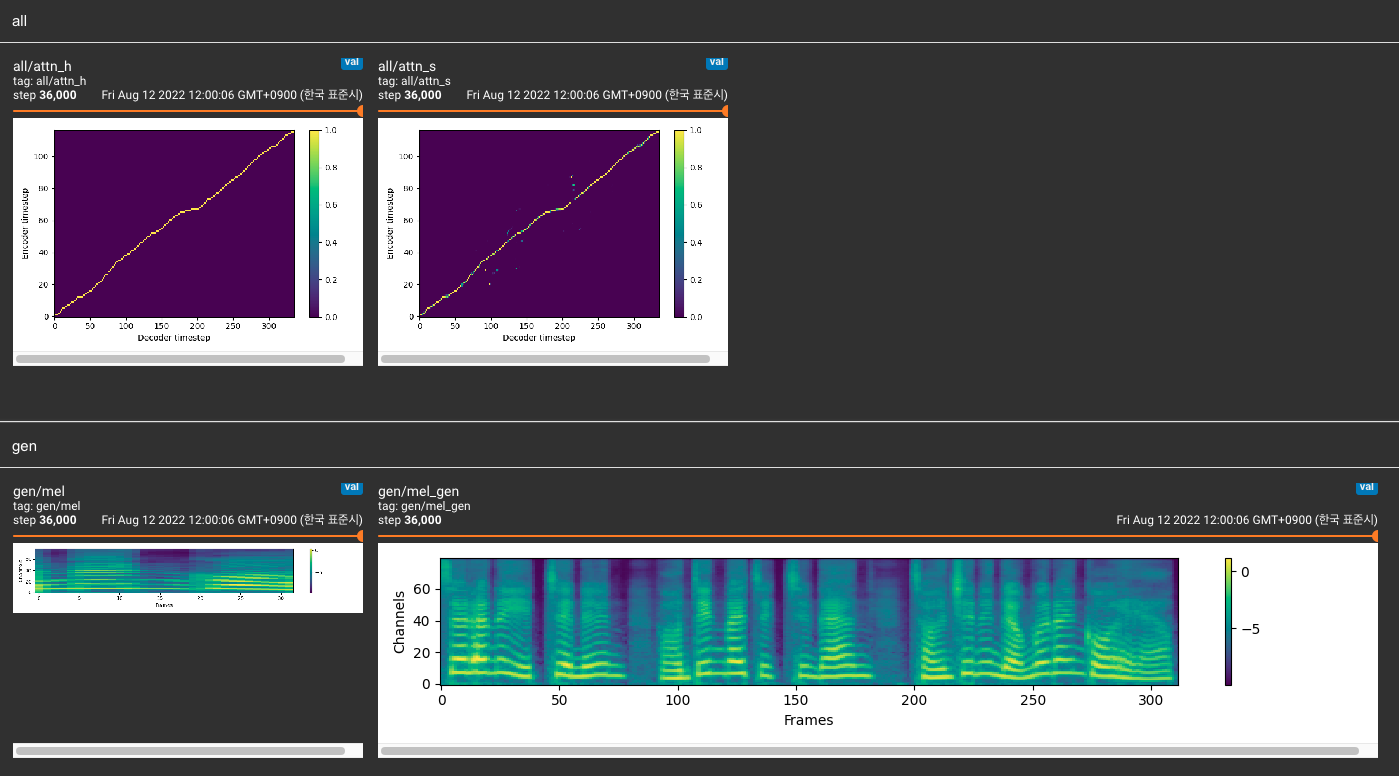 all
all/attn_h
val
tag: all/attn_h
step 36,000 Fri Aug 12 2022 12:00:06 GMT+0900 (한국 표준시)
1.0
0.8
0.6
0.4
0.2
0.0
100
80
60
40
20
0
Encoder timestep
0 50 100 150 200 250 300
Decoder timestep
all/attn_s
val
tag: all/attn_s
step 36,000 Fri Aug 12 2022 12:00:06 GMT+0900 (한국 표준시)
1.0
0.8
0.6
0.4
0.2
0.0
100
80
60
40
20
0
Encoder timestep
0 50 100 150 200 250 300
Decoder timestep
gen
gen/mel
val
tag: gen/mel
step 36,000 Fri Aug 12 2022 12:00:06 GMT+0900 (한국 표준시)
0 5 10 15 20 25 30
Frames
gen/mel_gen
val
tag: gen/mel_gen
step 36,000 Fri Aug 12 2022 12:00:06 GMT+0900 (한국 표준시)
60
40
20
0
Channels
0 50 100 150 200 250 300
Frames
0
−5